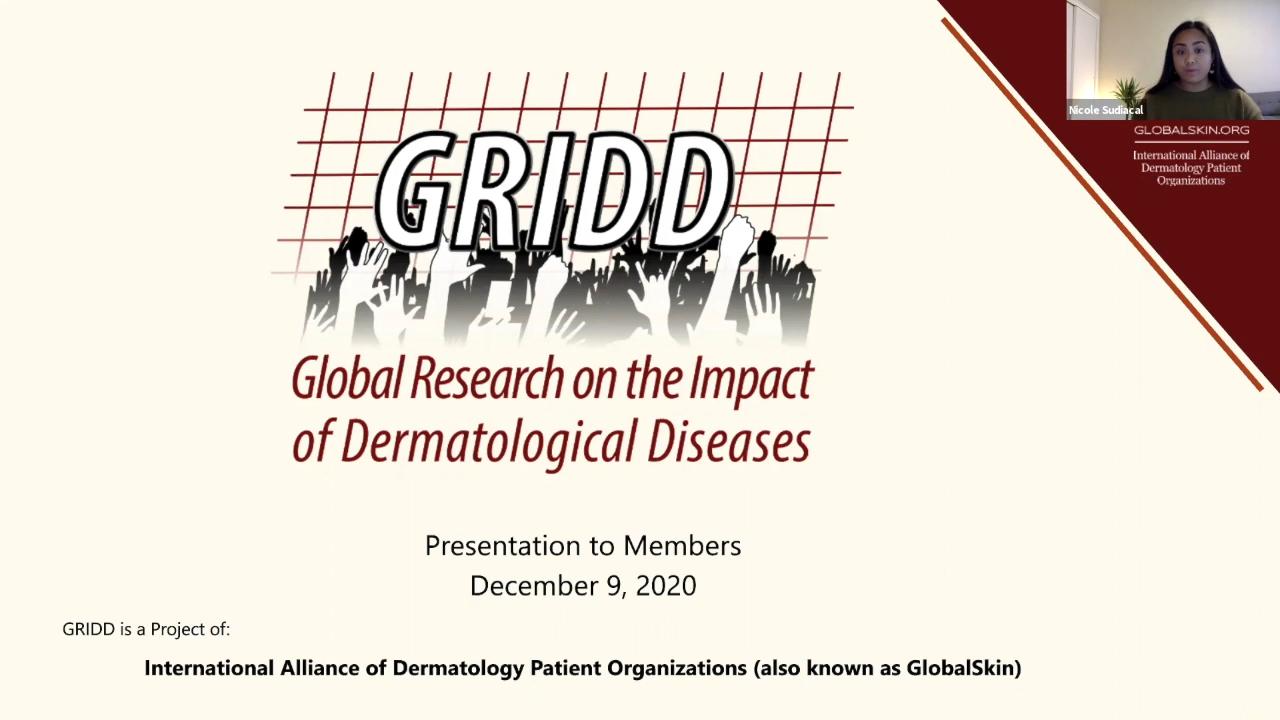 Nicole Sudiacal
GLOBALSKIN.ORG
International Alliance of
Dermatology Patient
Organizations
GRIDD
Global Research on the Impact
of Dermatological Diseases
Presentation to Members
December 9, 2020
GRIDD is a Project of:
International Alliance of Dermatology Patient Organizations (also known as GlobalSkin)